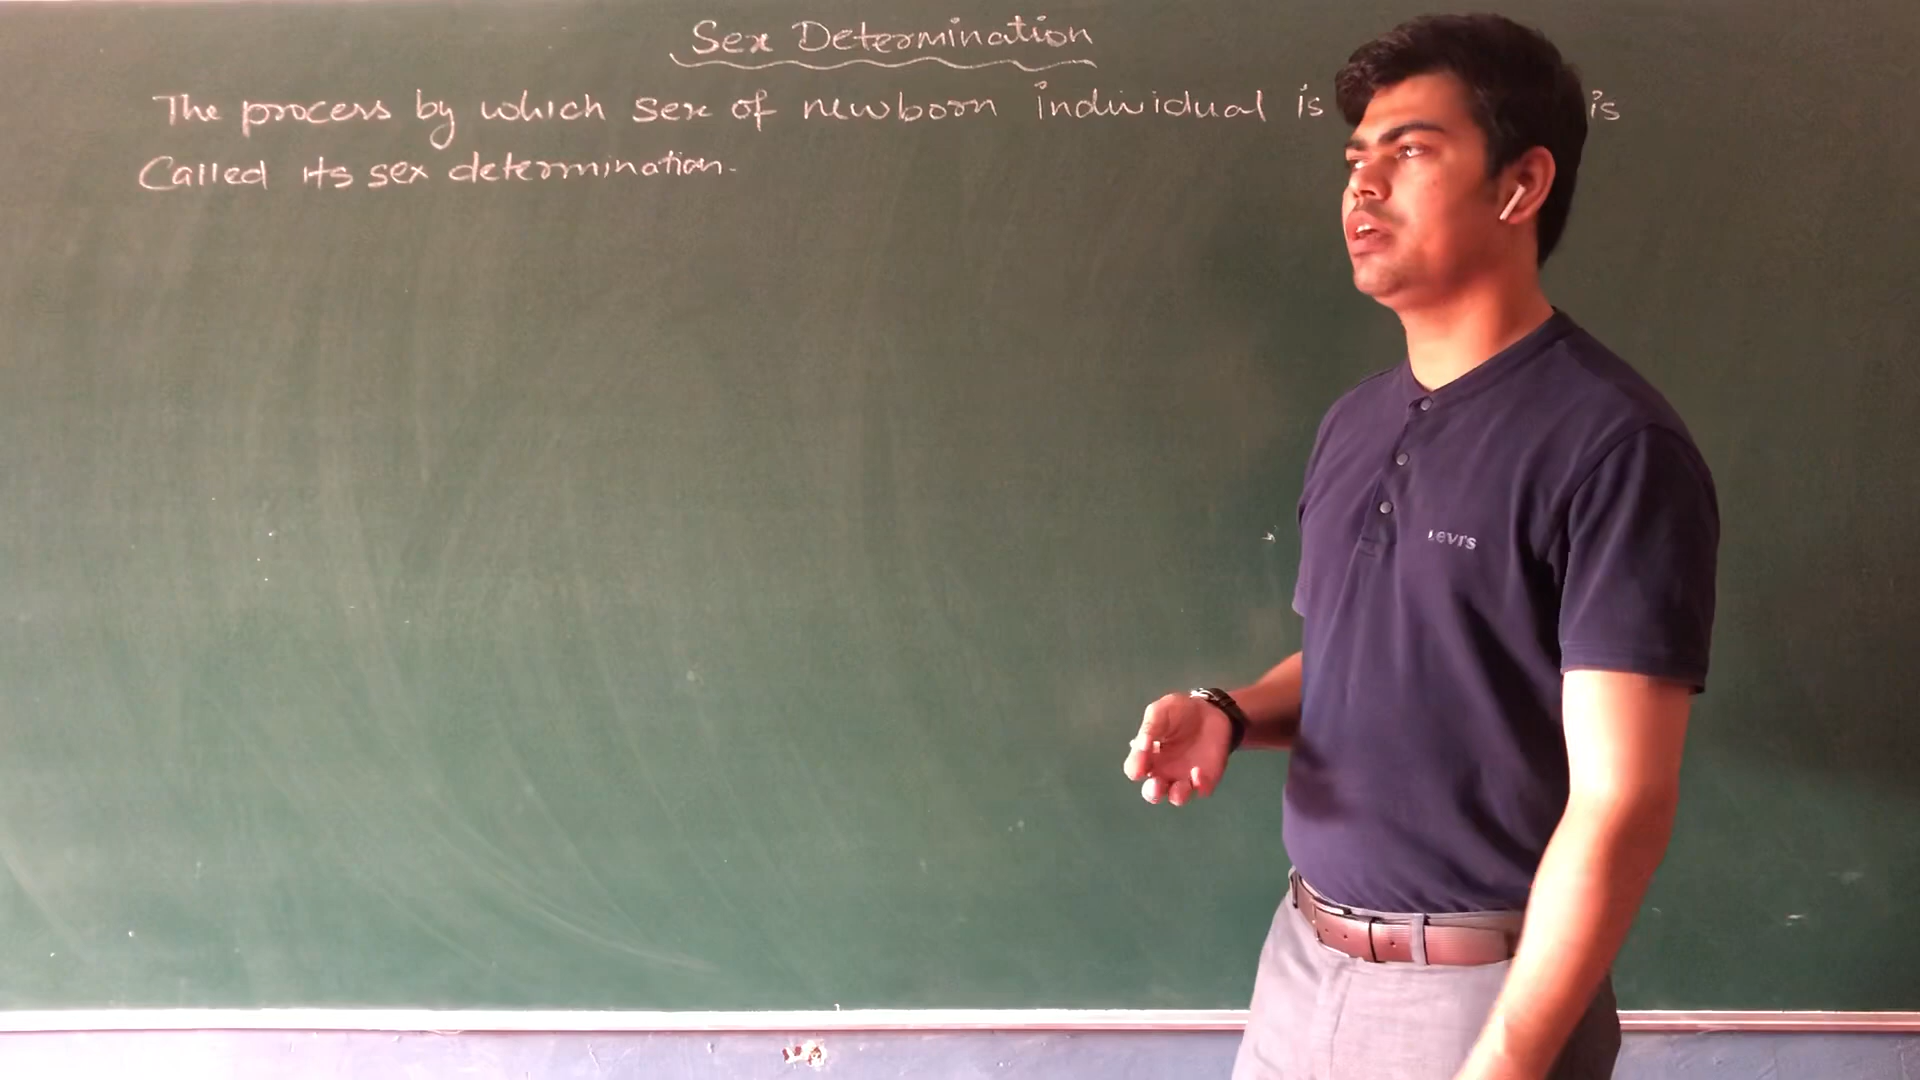 Sex Determination
The process by which sex of newborn individual is is
Called its sex determination.
Levi's